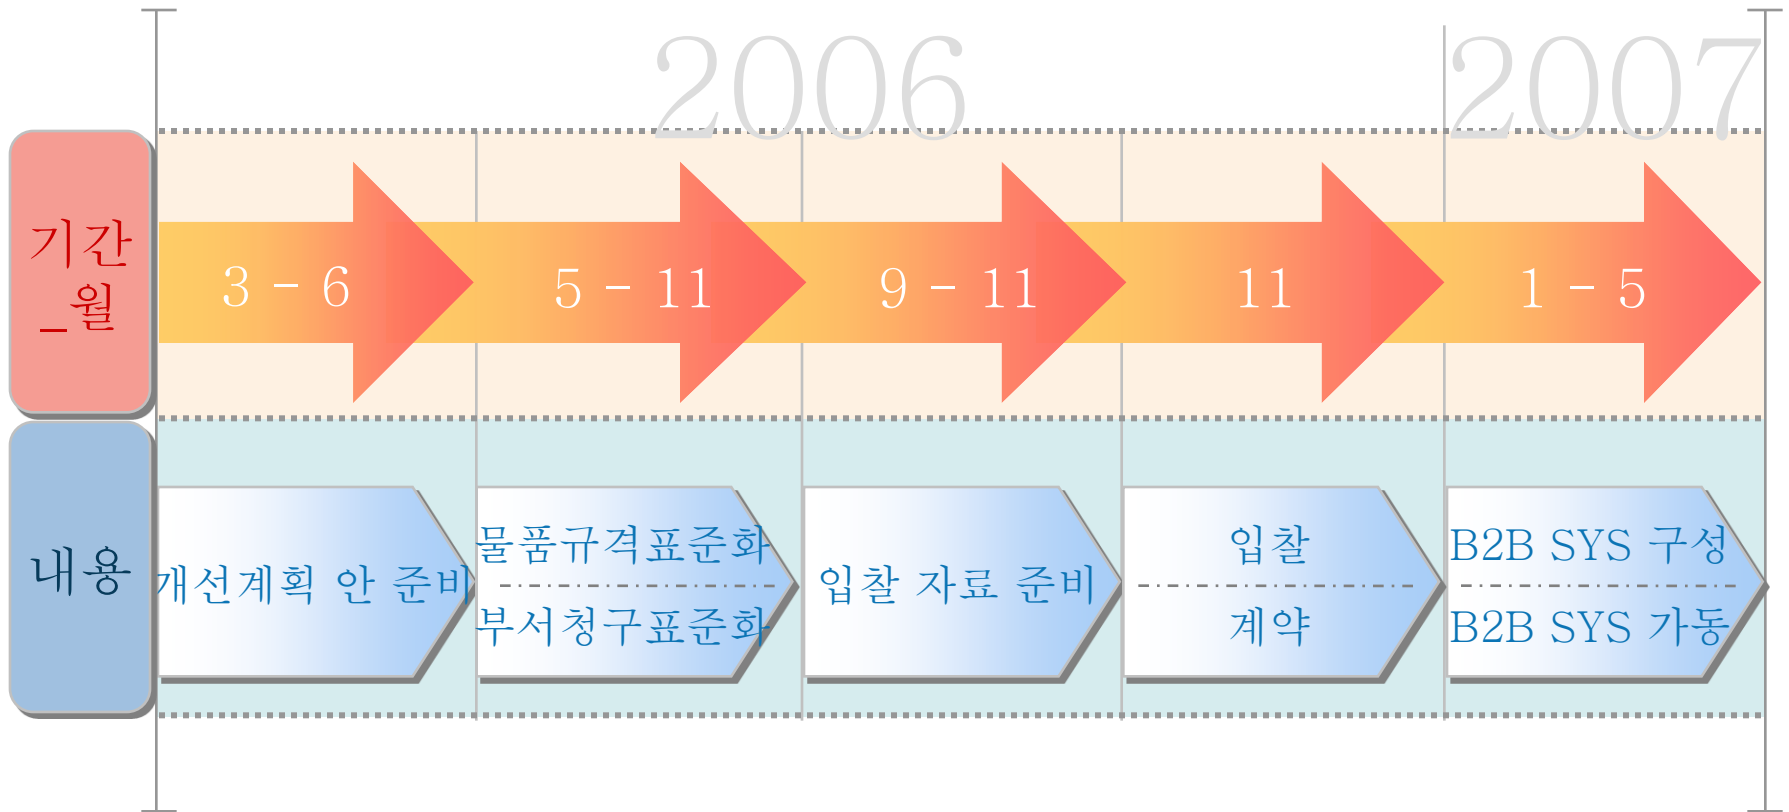 2006
2007
기간
_월
3 - 6
5 - 11
9 - 11
11
1 - 5
내용
개선계획 안 준비
물품규격표준화
부서청구표준화
입찰 자료 준비
입찰
계약
B2B SYS 구성
B2B SYS 가동